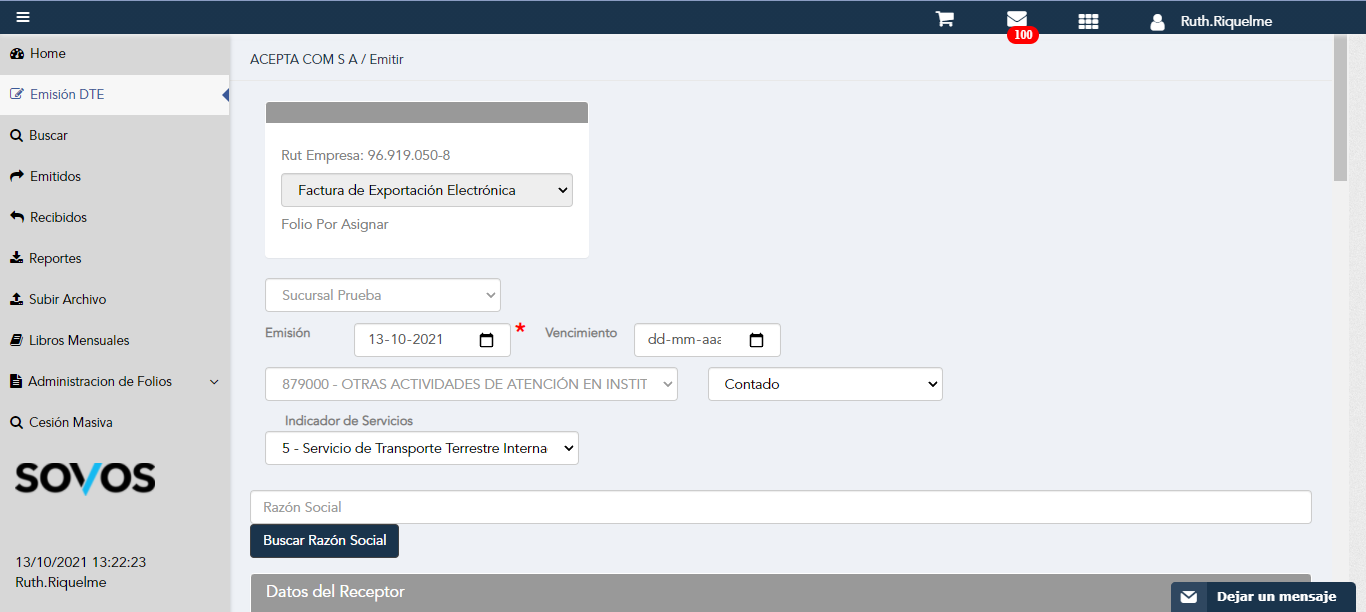 Ruth.Riquelme
100
Home
Emisión DTE
Buscar
Emitidos
Recibidos
Reportes
Subir Archivo
Libros Mensuales
Administracion de Folios
Cesión Masiva
SOVOS
13/10/2021 13:22:23
Ruth.Riquelme
ACEPTA COM S A / Emitir
Rut Empresa: 96.919.050-8
Factura de Exportación Electrónica
Folio Por Asignar
Sucursal Prueba
Emisión 13-10-2021 * Vencimiento dd-mm-aaa
879000 - OTRAS ACTIVIDADES DE ATENCIÓN EN INSTIT Contado
Indicador de Servicios
5 - Servicio de Transporte Terrestre Interna
Razón Social
Buscar Razón Social
Datos del Receptor
Dejar un mensaje